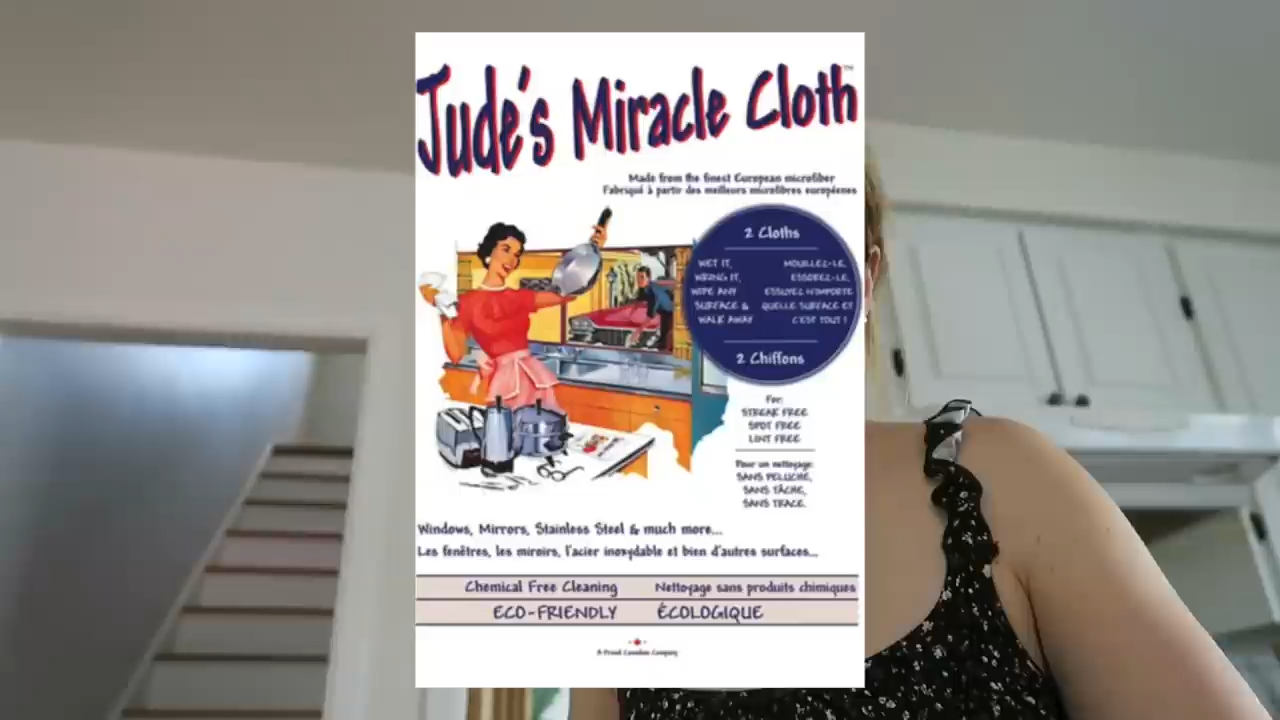 Jude's Miracle Cloth™
Made from the finest European microfiber
Fabriqué à partir des meilleurs microfibres européenes
2 Cloths
WET IT,
WRING IT,
WIPE ANY
SURFACE &
WALK AWAY
MOUILLEZ-LE,
ESSOREZ-LE,
ESSUYEZ N'IMPORTE
QUELLE SURFACE ET
C'EST TOUT !
2 Chiffons
For:
STREAK FREE
SPOT FREE
LINT FREE
Pour un nettoyage:
SANS PELUCHE,
SANS TÂCHE,
SANS TRACE.
Windows, Mirrors, Stainless Steel & much more...
Les fenêtres, les miroirs, l'acier inoxydable et bien d'autres surfaces...
Chemical Free Cleaning Nettoyage sans produits chimiques
ECO-FRIENDLY ÉCOLOGIQUE
A Proud Canadian Company